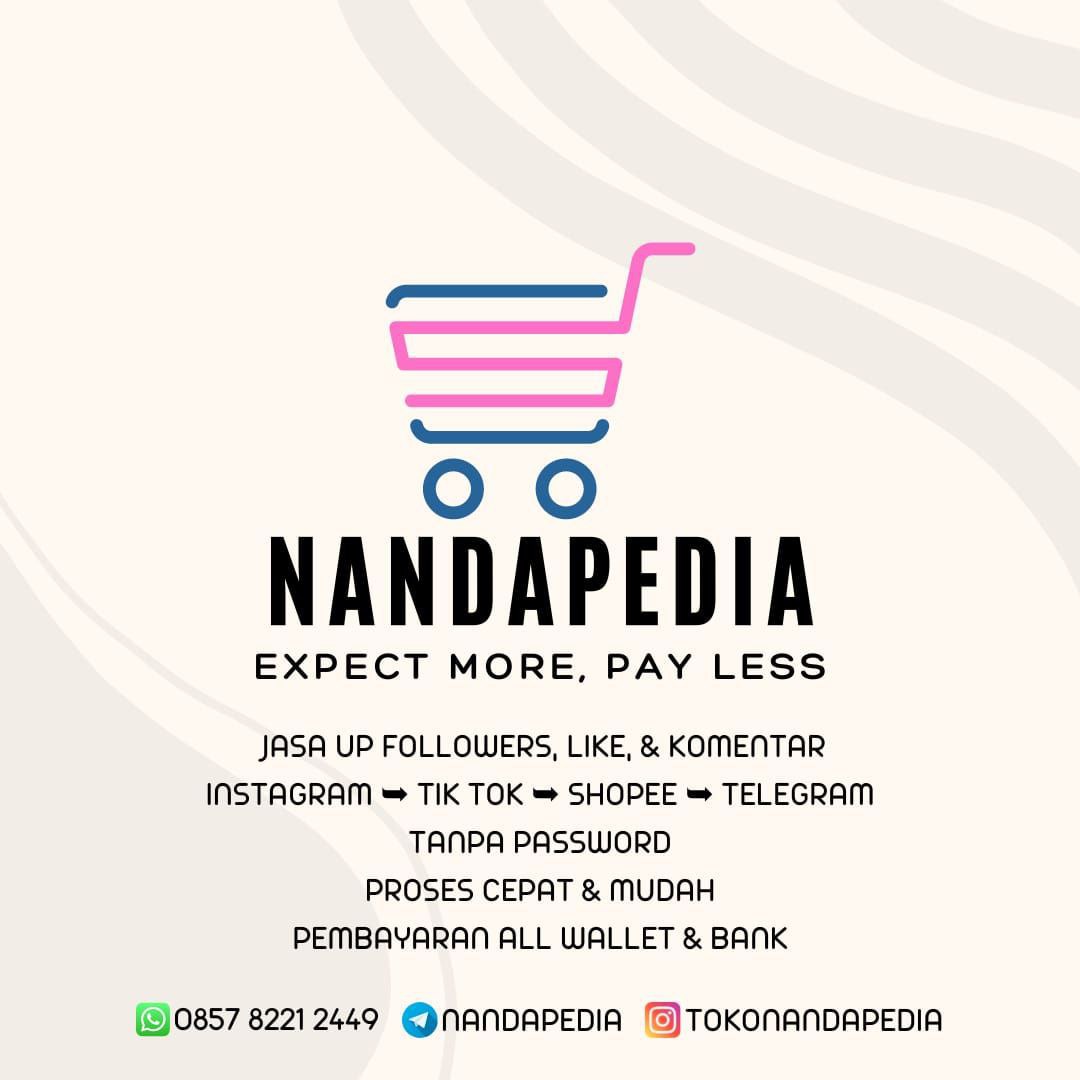 NANDAPEDIA
EXPECT MORE, PAY LESS
JASA UP FOLLOWERS, LIKE, & KOMENTAR
INSTAGRAM ➥ TIK TOK ➥ SHOPEE ➥ TELEGRAM
TANPA PASSWORD
PROSES CEPAT & MUDAH
PEMBAYARAN ALL WALLET & BANK
0857 8221 2449 NANDAPEDIA TOKONANDAPEDIA